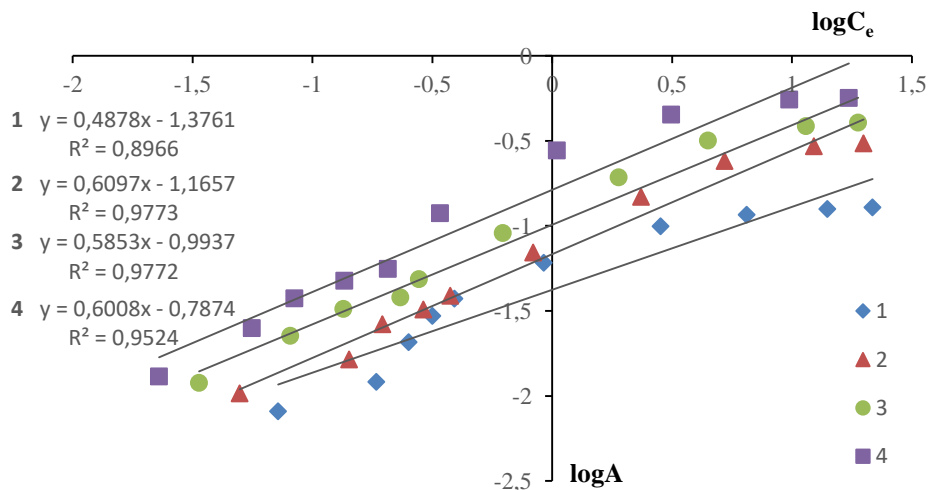 logCₑ
0
-2 -1,5 -1 -0,5 0 0,5 1 1,5
1 y = 0,4878x - 1,3761
R² = 0,8966
-0,5
2 y = 0,6097x - 1,1657
R² = 0,9773
3 y = 0,5853x - 0,9937
R² = 0,9772
-1
4 y = 0,6008x - 0,7874
R² = 0,9524
-1,5
1
2
-2
3
4
logA
-2,5